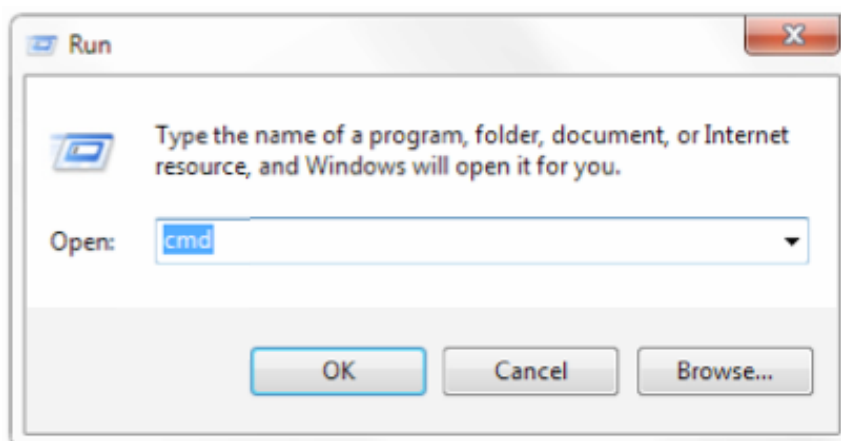 Run
Type the name of a program, folder, document, or Internet
resource, and Windows will open it for you.
Open: cmd
OK Cancel Browse...